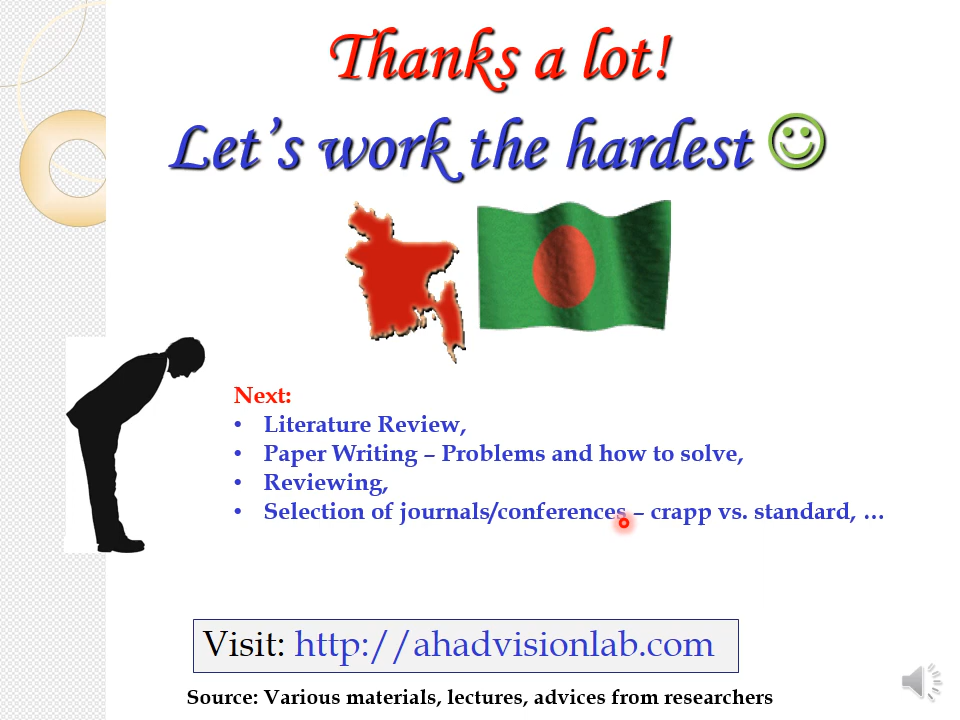 Thanks a lot!
Let's work the hardest ☺
Next:
• Literature Review,
• Paper Writing – Problems and how to solve,
• Reviewing,
• Selection of journals/conferences – crapp vs. standard, …
Visit: http://ahadvisionlab.com
Source: Various materials, lectures, advices from researchers